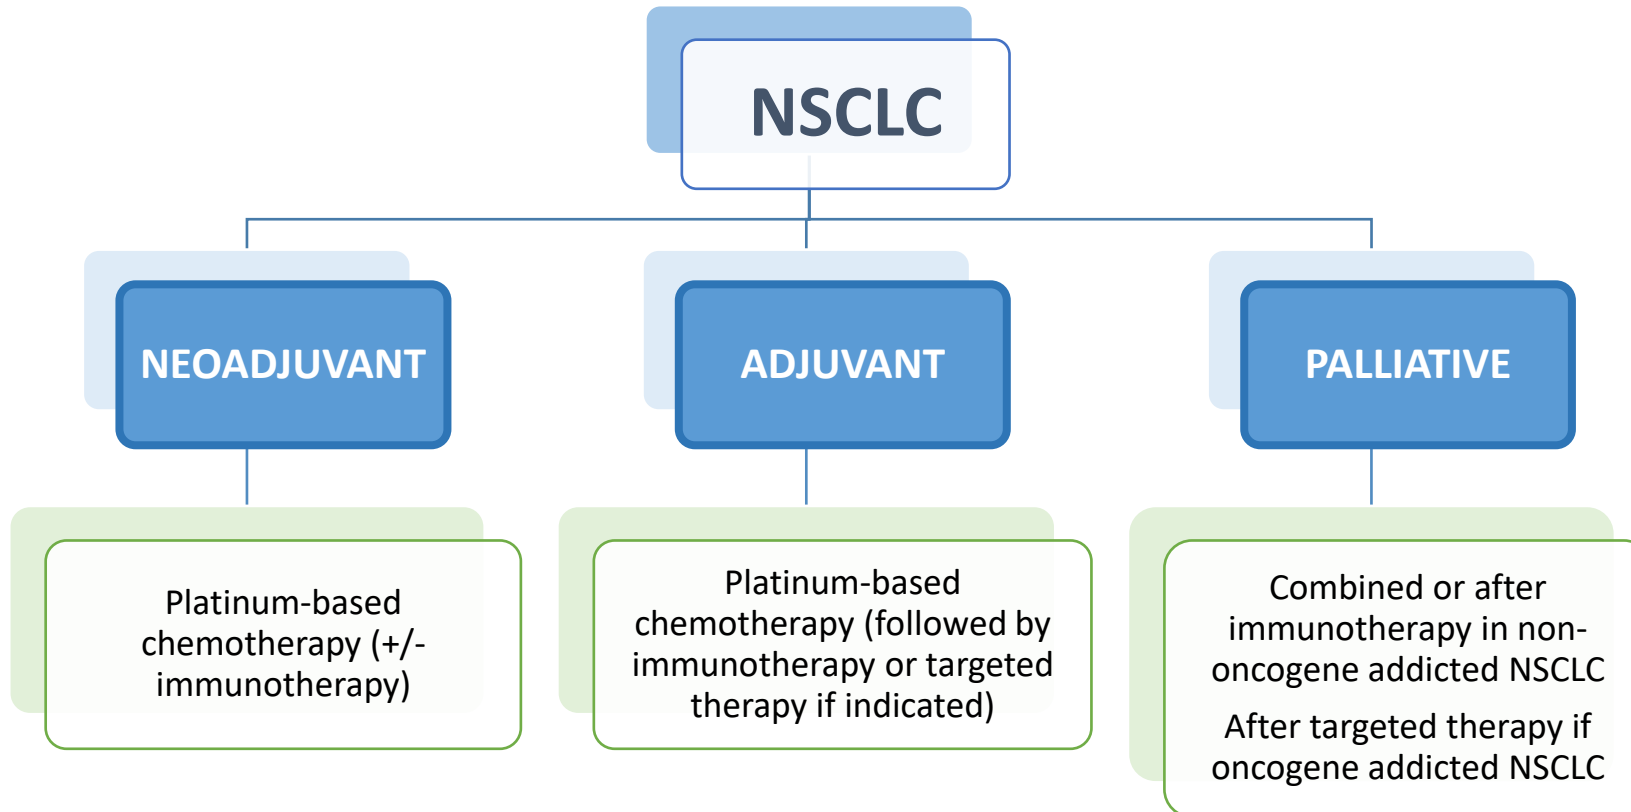 NSCLC
NEOADJUVANT
ADJUVANT
PALLIATIVE
Platinum-based
chemotherapy (+/-
immunotherapy)
Platinum-based
chemotherapy (followed by
immunotherapy or targeted
therapy if indicated)
Combined or after
immunotherapy in non-
oncogene addicted NSCLC
After targeted therapy if
oncogene addicted NSCLC